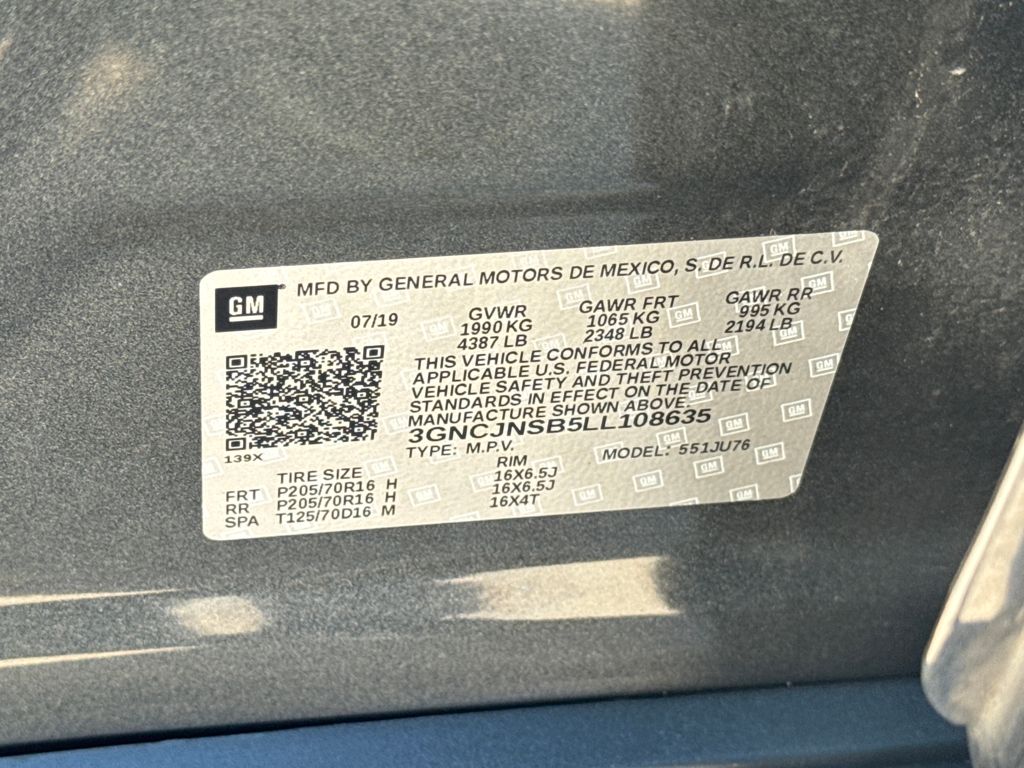 GM
MFD BY GENERAL MOTORS DE MEXICO, S. DE R.L. DE C.V.
07/19 GVWR GAWR FRT GAWR RR
1990 KG 1065 KG 995 KG
4387 LB 2348 LB 2194 LB
THIS VEHICLE CONFORMS TO ALL
APPLICABLE U.S. FEDERAL MOTOR
VEHICLE SAFETY AND THEFT PREVENTION
STANDARDS IN EFFECT ON THE DATE OF
MANUFACTURE SHOWN ABOVE.
3GNCJNSB5LL108635
139X
TYPE: M.P.V. MODEL: 551JU76
TIRE SIZE RIM
FRT P205/70R16 H 16X6.5J
RR P205/70R16 H 16X6.5J
SPA T125/70D16 M 16X4T